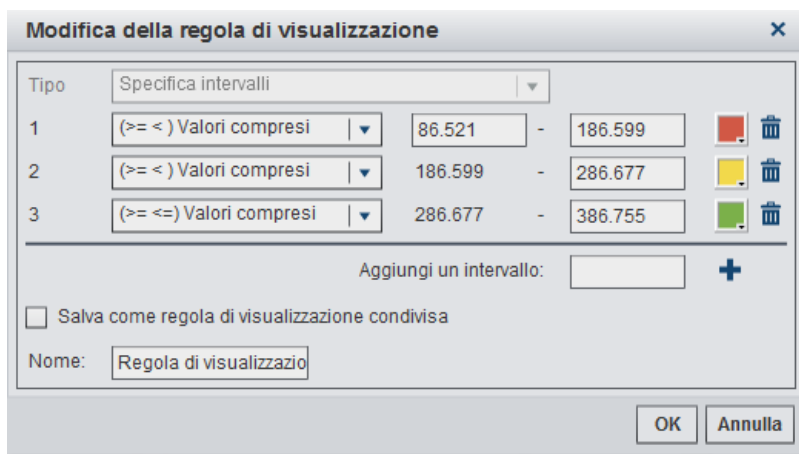 Modifica della regola di visualizzazione
Tipo Specifica intervalli
1 (>= < ) Valori compresi 86.521 - 186.599
2 (>= < ) Valori compresi 186.599 - 286.677
3 (>= <=) Valori compresi 286.677 - 386.755
Aggiungi un intervallo:
Salva come regola di visualizzazione condivisa
Nome: Regola di visualizzazio
OK Annulla